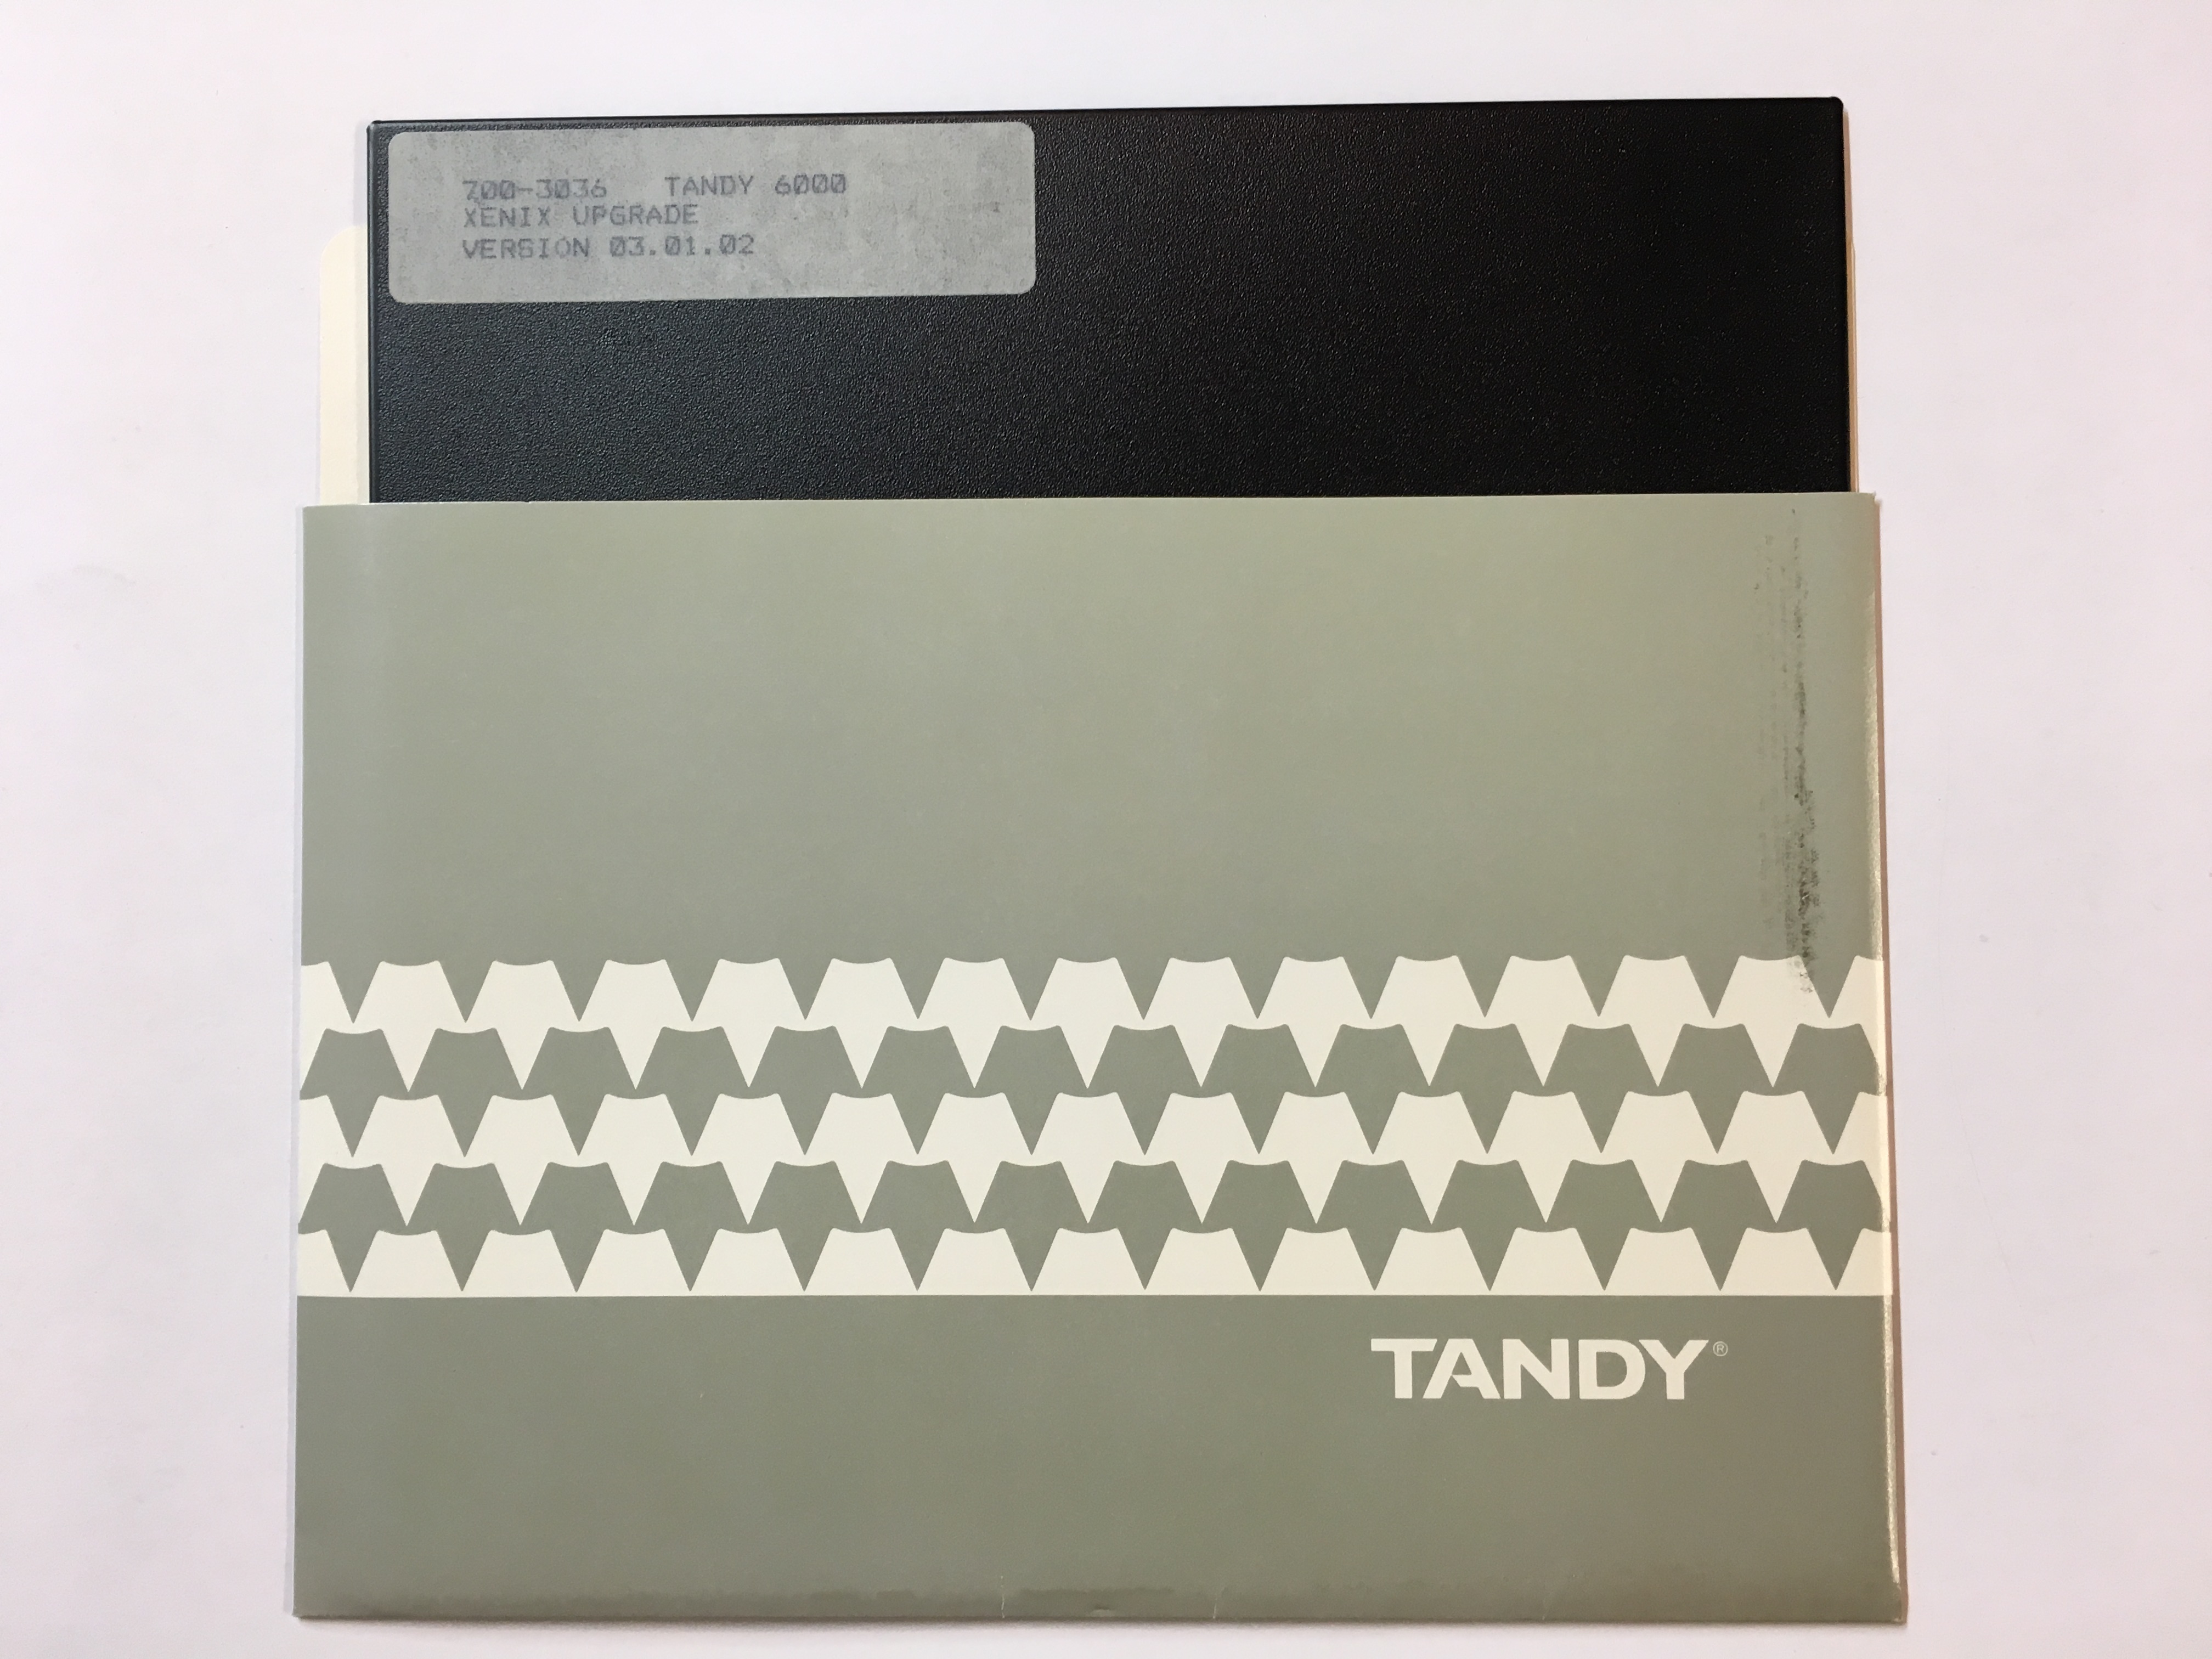 700-3036 TANDY 6000
XENIX UPGRADE
VERSION 03.01.02
TANDY®